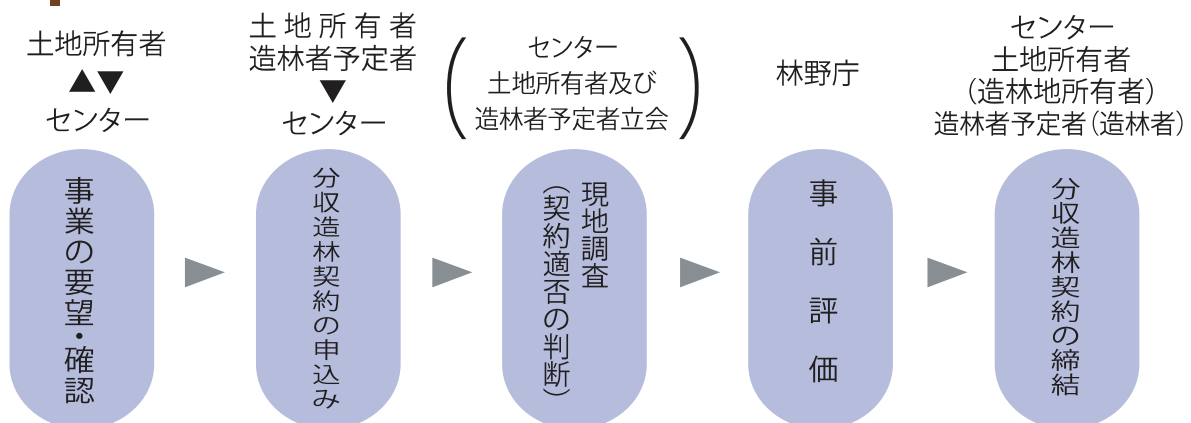 土地所有者
▲▼
センター
事業の要望・確認
土地所有者
造林者予定者
▼
センター
分収造林契約の申込み
(センター
土地所有者及び
造林者予定者立会)
現地調査
(契約適否の判断)
林野庁
事前評価
センター
土地所有者
(造林地所有者)
造林者予定者(造林者)
分収造林契約の締結